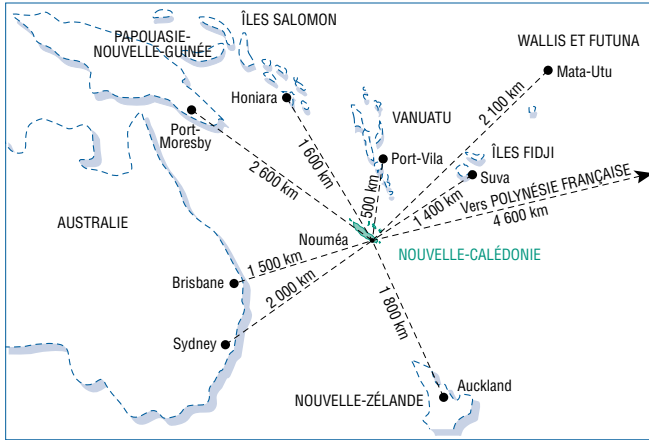 ÎLES SALOMON
PAPOUASIE-
NOUVELLE-GUINÉE
WALLIS ET FUTUNA
Mata-Utu
Honiara
Port-
Moresby
VANUATU
2 100 km
1 600 km
2 600 km
Port-Vila
ÎLES FIDJI
Suva
500 km
1 400 km
Vers POLYNÉSIE FRANÇAISE
4 600 km
AUSTRALIE
Nouméa
NOUVELLE-CALÉDONIE
1 500 km
Brisbane
2 000 km
1 800 km
Sydney
Auckland
NOUVELLE-ZÉLANDE